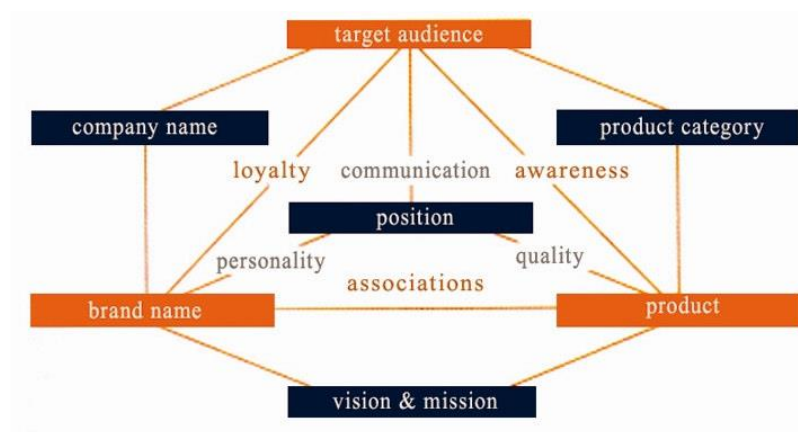 target audience
company name
product category
loyalty
communication
awareness
position
personality
quality
associations
brand name
product
vision & mission